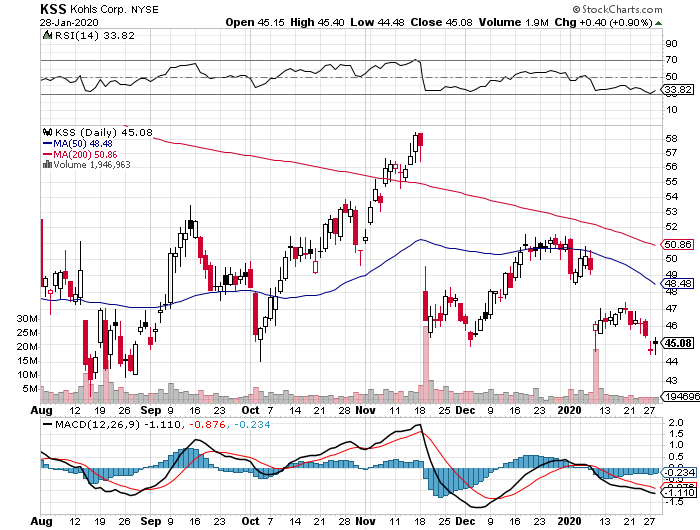 KSS Kohls Corp. NYSE © StockCharts.com
28-Jan-2020 Open 45.15 High 45.40 Low 44.48 Close 45.08 Volume 1.9M Chg +0.40 (+0.90%)
RSI(14) 33.82
90
70
50
33.82
30
10
KSS (Daily) 45.08
MA(50) 48.48
MA(200) 50.86
Volume 1,946,963
58
57
56
55
54
53
52
50.86
50
49
48.48
48
47
30M
46
25M
45.08
20M
15M
44
10M
43
5M
194696
Aug 12 19 26 Sep 9 16 23 Oct 7 14 21 28 Nov 11 18 Dec 9 16 23 2020 13 21 27
MACD(12,26,9) -1.110, -0.876, -0.234
2.0
1.5
1.0
0.5
0.0
-0.234
-1.110
-1.5
Aug 12 19 26 Sep 9 16 23 Oct 7 14 21 28 Nov 11 18 Dec 9 16 23 2020 13 21 27